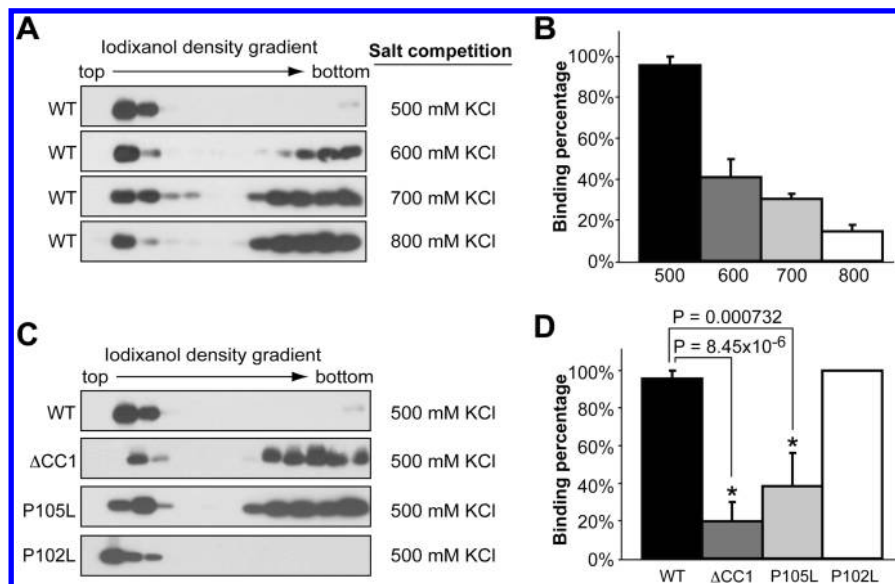 A
Iodixanol density gradient
Salt competition
top
bottom
WT
500 mM KCl
WT
600 mM KCl
WT
700 mM KCl
WT
800 mM KCl
B
Binding percentage
100%
80%
60%
40%
20%
0%
500 600 700 800
C
Iodixanol density gradient
top
bottom
WT
500 mM KCl
ΔCC1
500 mM KCl
P105L
500 mM KCl
P102L
500 mM KCl
D
P = 0.000732
P = 8.45x10-6
Binding percentage
100%
80%
60%
40%
20%
0%
*
*
WT ΔCC1 P105L P102L